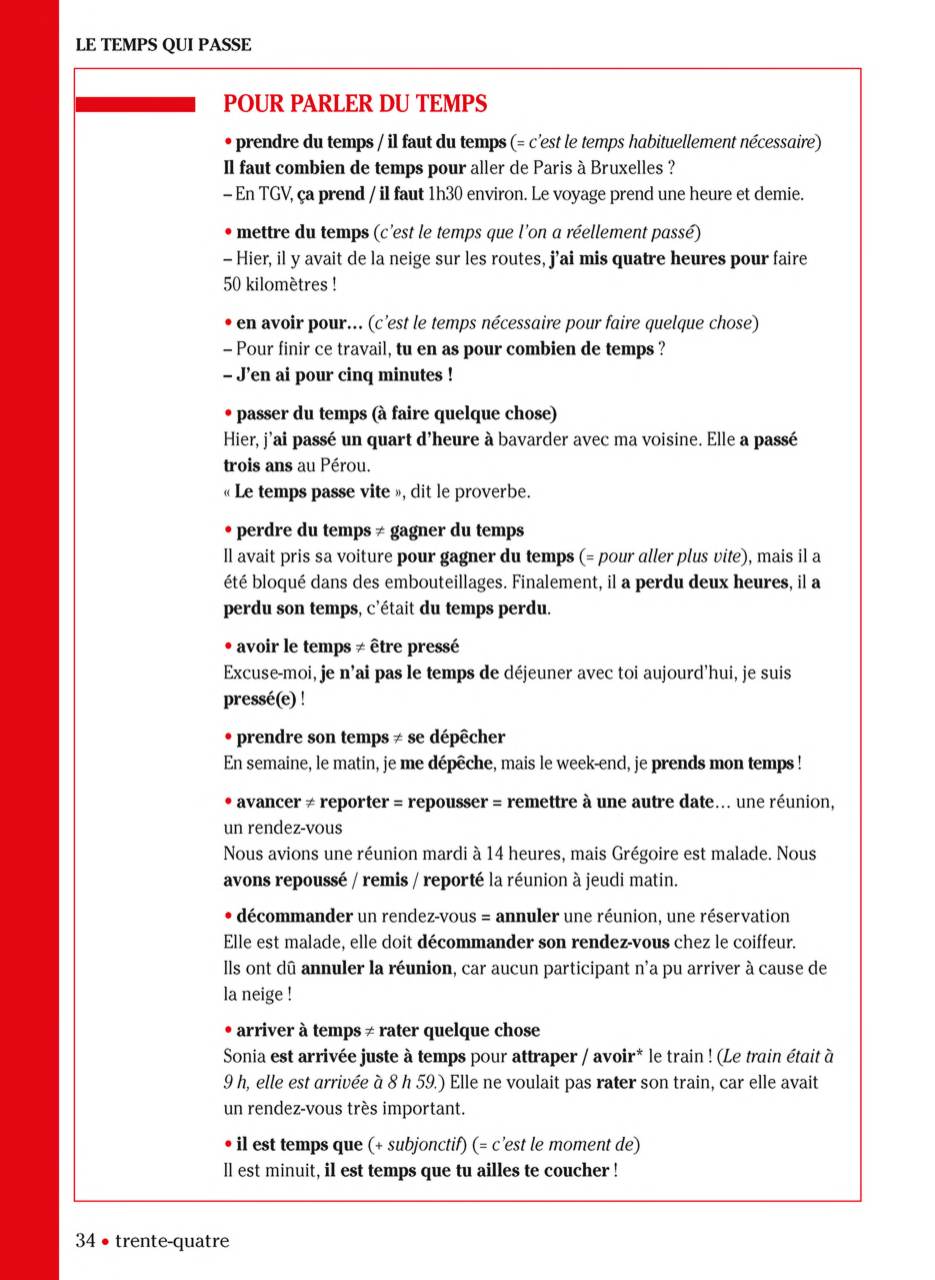 LE TEMPS QUI PASSE
POUR PARLER DU TEMPS
• prendre du temps / il faut du temps (= c’est le temps habituellement nécessaire)
Il faut combien de temps pour aller de Paris à Bruxelles ?
– En TGV, ça prend / il faut 1h30 environ. Le voyage prend une heure et demie.
• mettre du temps (c’est le temps que l’on a réellement passé)
– Hier, il y avait de la neige sur les routes, j’ai mis quatre heures pour faire
50 kilomètres !
• en avoir pour… (c’est le temps nécessaire pour faire quelque chose)
– Pour finir ce travail, tu en as pour combien de temps ?
– J’en ai pour cinq minutes !
• passer du temps (à faire quelque chose)
Hier, j’ai passé un quart d’heure à bavarder avec ma voisine. Elle a passé
trois ans au Pérou.
« Le temps passe vite », dit le proverbe.
• perdre du temps ≠ gagner du temps
Il avait pris sa voiture pour gagner du temps (= pour aller plus vite), mais il a
été bloqué dans des embouteillages. Finalement, il a perdu deux heures, il a
perdu son temps, c’était du temps perdu.
• avoir le temps ≠ être pressé
Excuse-moi, je n’ai pas le temps de déjeuner avec toi aujourd’hui, je suis
pressé(e) !
• prendre son temps ≠ se dépêcher
En semaine, le matin, je me dépêche, mais le week-end, je prends mon temps !
• avancer ≠ reporter = repousser = remettre à une autre date… une réunion,
un rendez-vous
Nous avions une réunion mardi à 14 heures, mais Grégoire est malade. Nous
avons repoussé / remis / reporté la réunion à jeudi matin.
• décommander un rendez-vous = annuler une réunion, une réservation
Elle est malade, elle doit décommander son rendez-vous chez le coiffeur.
Ils ont dû annuler la réunion, car aucun participant n’a pu arriver à cause de
la neige !
• arriver à temps ≠ rater quelque chose
Sonia est arrivée juste à temps pour attraper / avoir* le train ! (Le train était à
9 h, elle est arrivée à 8 h 59.) Elle ne voulait pas rater son train, car elle avait
un rendez-vous très important.
• il est temps que (+ subjonctif) (= c’est le moment de)
Il est minuit, il est temps que tu ailles te coucher !
34 • trente-quatre